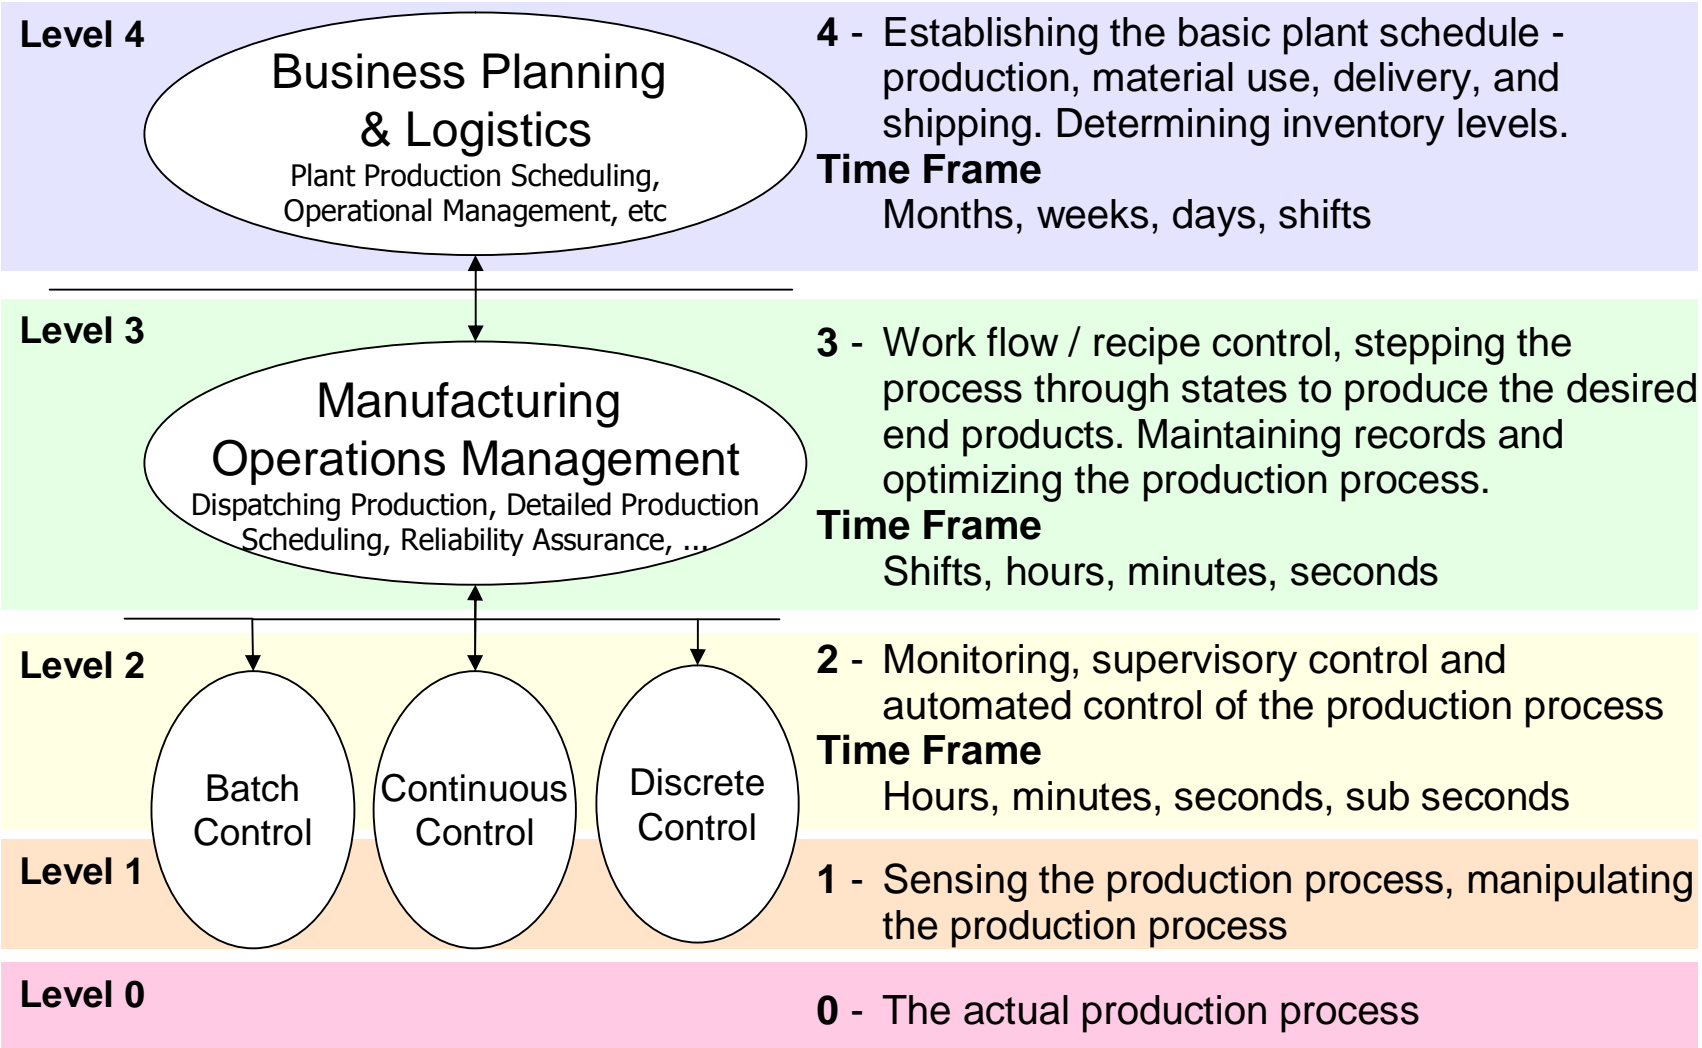 Level 4
Business Planning
& Logistics
Plant Production Scheduling,
Operational Management, etc
4 - Establishing the basic plant schedule -
production, material use, delivery, and
shipping. Determining inventory levels.
Time Frame
Months, weeks, days, shifts
Level 3
Manufacturing
Operations Management
Dispatching Production, Detailed Production
Scheduling, Reliability Assurance, ...
3 - Work flow / recipe control, stepping the
process through states to produce the desired
end products. Maintaining records and
optimizing the production process.
Time Frame
Shifts, hours, minutes, seconds
Level 2
Batch
Control
Continuous
Control
Discrete
Control
2 - Monitoring, supervisory control and
automated control of the production process
Time Frame
Hours, minutes, seconds, sub seconds
Level 1
1 - Sensing the production process, manipulating
the production process
Level 0
0 - The actual production process